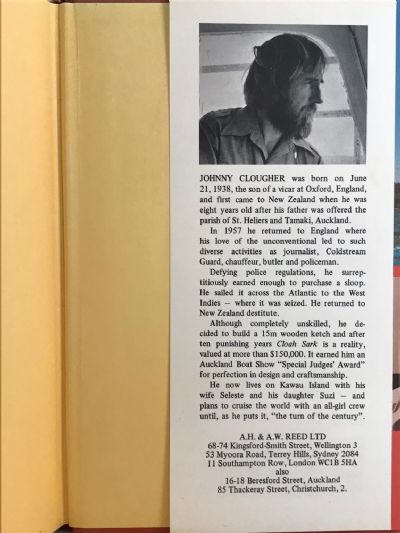 JOHNNY CLOUGHER was born on June
21, 1938, the son of a vicar at Oxford, England,
and first came to New Zealand when he was
eight years old after his father was offered the
parish of St. Heliers and Tamaki, Auckland.
In 1957 he returned to England where
his love of the unconventional led to such
diverse activities as journalist, Coldstream
Guard, chauffeur, butler and policeman.
Defying police regulations, he surrep-
titiously earned enough to purchase a sloop.
He sailed it across the Atlantic to the West
Indies — where it was seized. He returned to
New Zealand destitute.
Although completely unskilled, he de-
cided to build a 15m wooden ketch and after
ten punishing years Cloah Sark is a reality,
valued at more than $150,000. It earned him an
Auckland Boat Show "Special Judges' Award"
for perfection in design and craftsmanship.
He now lives on Kawau Island with his
wife Seleste and his daughter Suzi — and
plans to cruise the world with an all-girl crew
until, as he puts it, "the turn of the century".
A.H. & A.W. REED LTD
68-74 Kingsford-Smith Street, Wellington 3
53 Myoora Road, Terrey Hills, Sydney 2084
11 Southampton Row, London WC1B 5HA
also
16-18 Beresford Street, Auckland
85 Thackeray Street, Christchurch, 2.